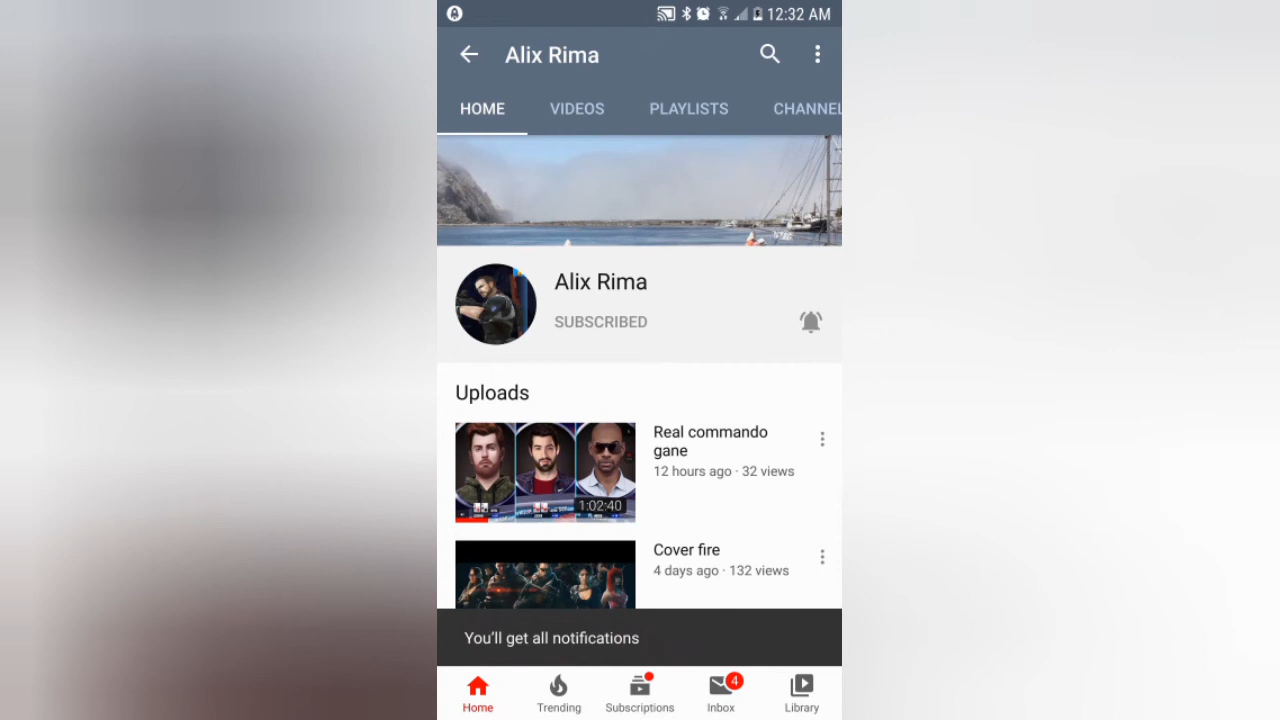 12:32 AM
Alix Rima
HOME VIDEOS PLAYLISTS CHANNEL
Alix Rima
SUBSCRIBED
Uploads
Real commando
gane
12 hours ago · 32 views
1:02:40
Cover fire
4 days ago · 132 views
You'll get all notifications
4
Home Trending Subscriptions Inbox Library